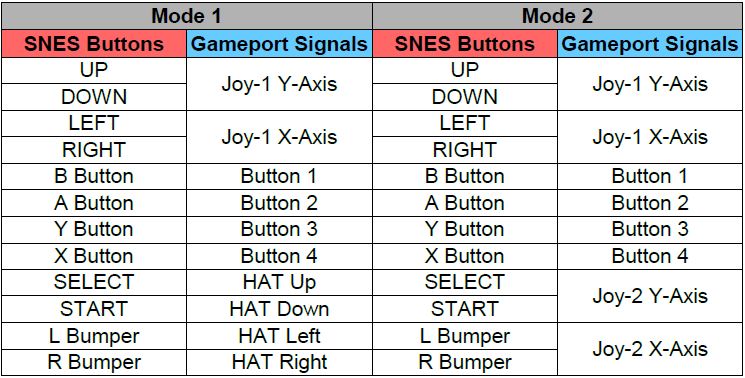 Mode 1 Mode 2
SNES Buttons Gameport Signals SNES Buttons Gameport Signals
UP Joy-1 Y-Axis UP Joy-1 Y-Axis
DOWN DOWN
LEFT Joy-1 X-Axis LEFT Joy-1 X-Axis
RIGHT RIGHT
B Button Button 1 B Button Button 1
A Button Button 2 A Button Button 2
Y Button Button 3 Y Button Button 3
X Button Button 4 X Button Button 4
SELECT HAT Up SELECT Joy-2 Y-Axis
START HAT Down START
L Bumper HAT Left L Bumper Joy-2 X-Axis
R Bumper HAT Right R Bumper